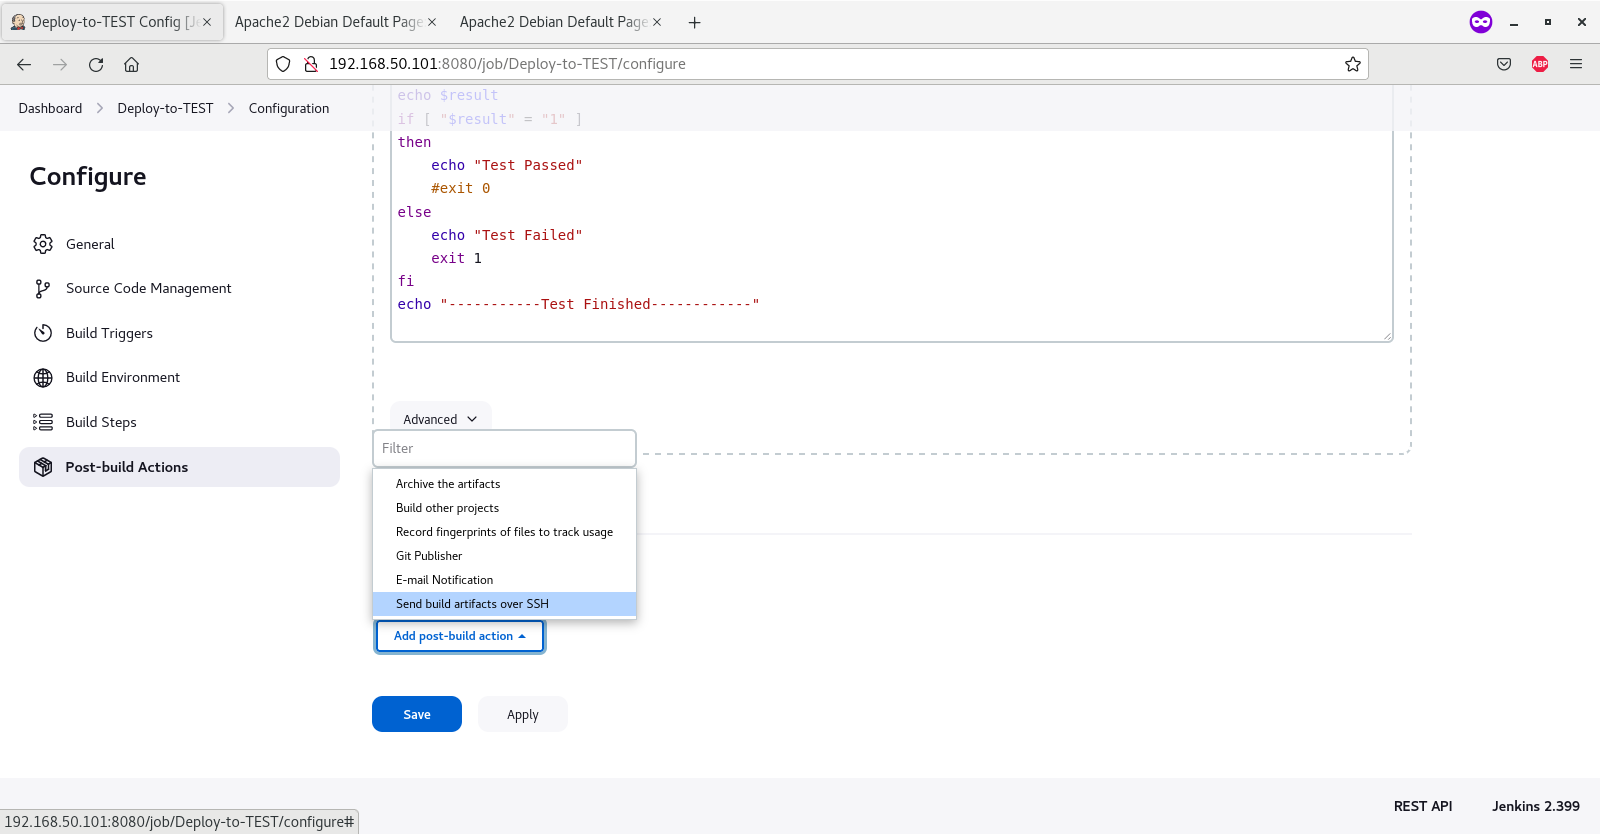 Deploy-to-TEST Config [Je
Apache2 Debian Default Page
Apache2 Debian Default Page
192.168.50.101:8080/job/Deploy-to-TEST/configure
ABP
Dashboard > Deploy-to-TEST > Configuration
Configure
General
Source Code Management
Build Triggers
Build Environment
Build Steps
Post-build Actions
echo $result
if [ "$result" = "1" ]
then
    echo "Test Passed"
    #exit 0
else
    echo "Test Failed"
    exit 1
fi
echo "-----------Test Finished------------"
Advanced
Filter
Archive the artifacts
Build other projects
Record fingerprints of files to track usage
Git Publisher
E-mail Notification
Send build artifacts over SSH
Add post-build action
Save
Apply
REST API
Jenkins 2.399
192.168.50.101:8080/job/Deploy-to-TEST/configure#